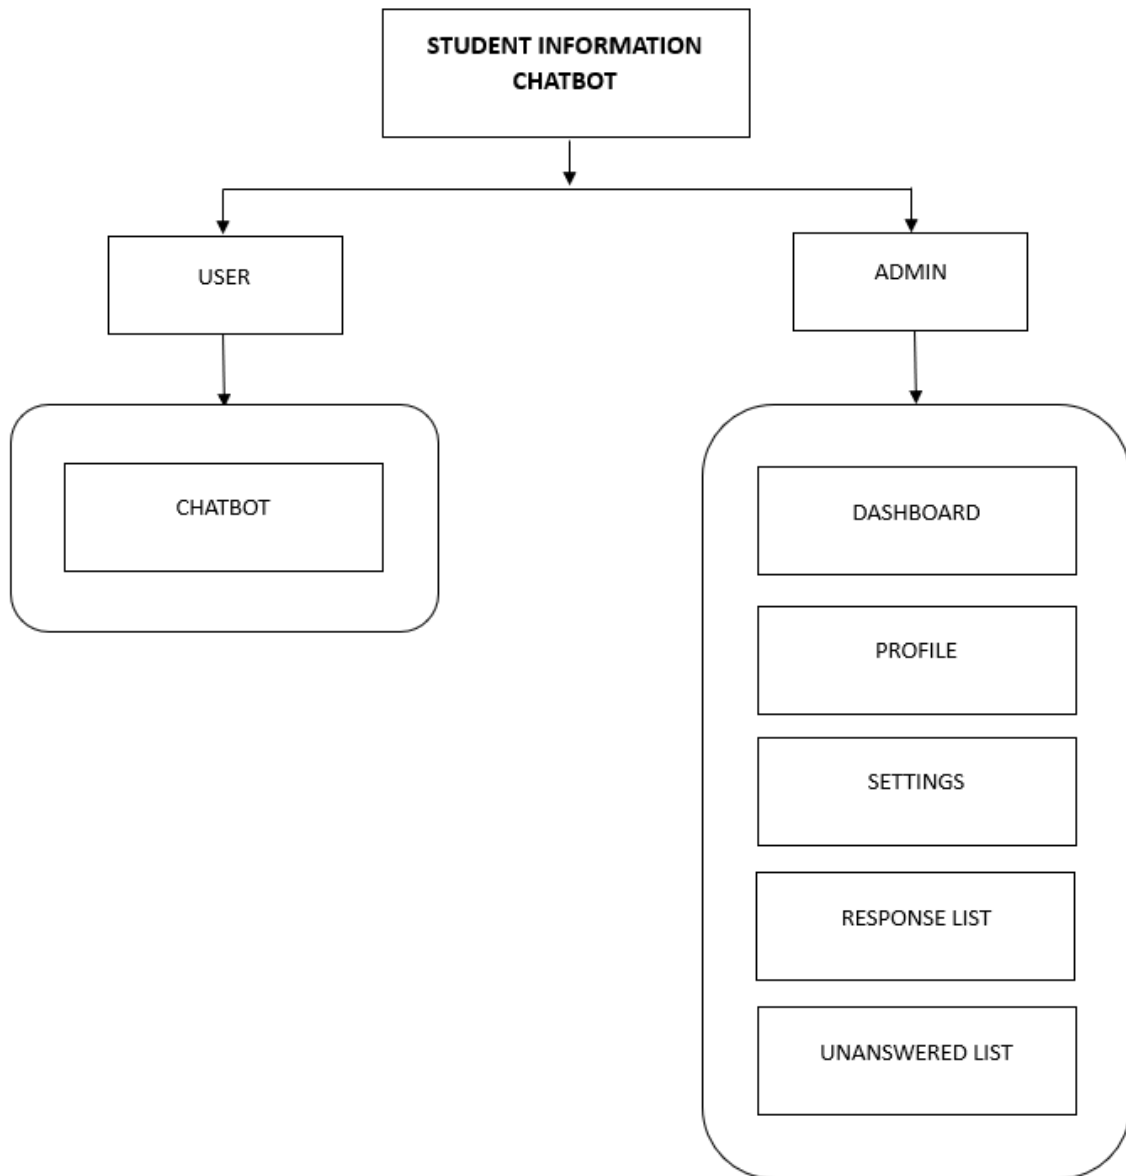 STUDENT INFORMATION
CHATBOT
USER
ADMIN
CHATBOT
DASHBOARD
PROFILE
SETTINGS
RESPONSE LIST
UNANSWERED LIST